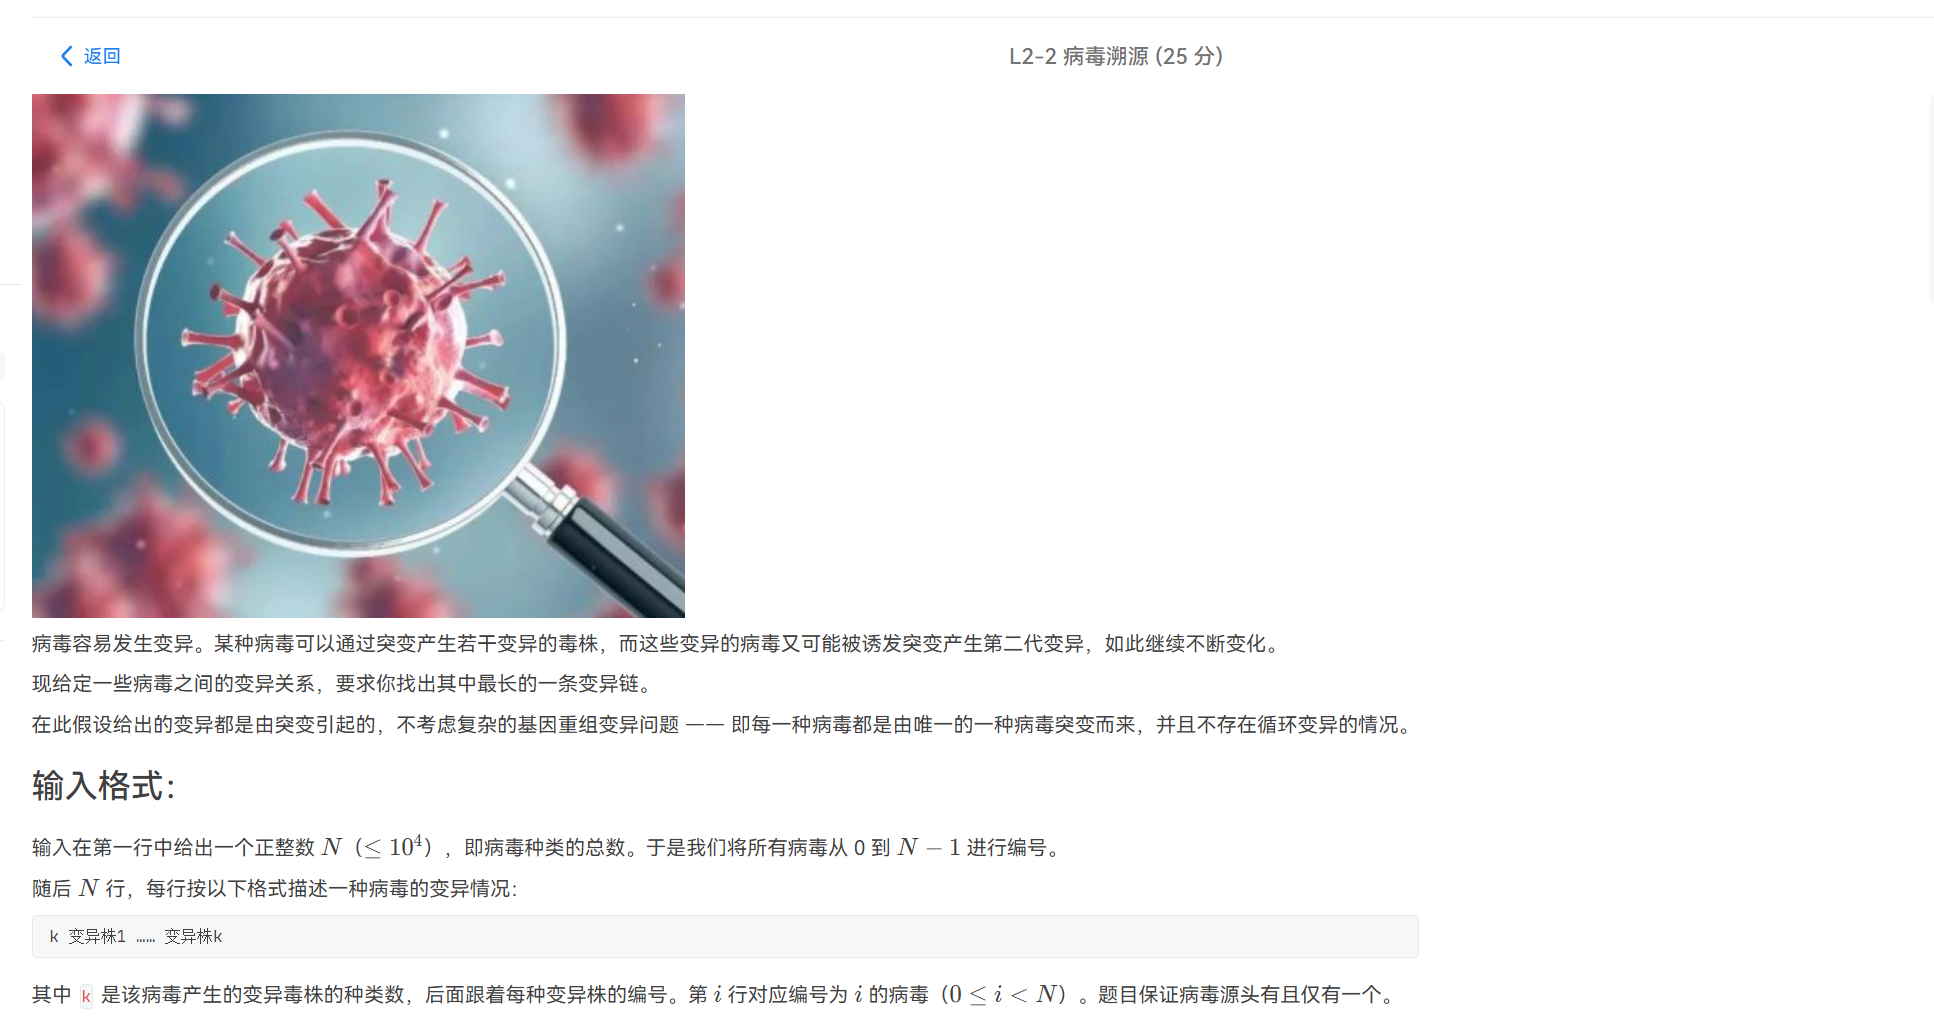 返回
L2-2 病毒溯源 (25 分)
病毒容易发生变异。某种病毒可以通过突变产生若干变异的毒株，而这些变异的病毒又可能被诱发突变产生第二代变异，如此继续不断变化。
现给定一些病毒之间的变异关系，要求你找出其中最长的一条变异链。
在此假设给出的变异都是由突变引起的，不考虑复杂的基因重组变异问题 —— 即每一种病毒都是由唯一的一种病毒突变而来，并且不存在循环变异的情况。
输入格式：
输入在第一行中给出一个正整数 N（≤ 10⁴），即病毒种类的总数。于是我们将所有病毒从 0 到 N − 1 进行编号。
随后 N 行，每行按以下格式描述一种病毒的变异情况：
k 变异株1 …… 变异株k
其中 k 是该病毒产生的变异毒株的种类数，后面跟着每种变异株的编号。第 i 行对应编号为 i 的病毒（0 ≤ i < N）。题目保证病毒源头有且仅有一个。